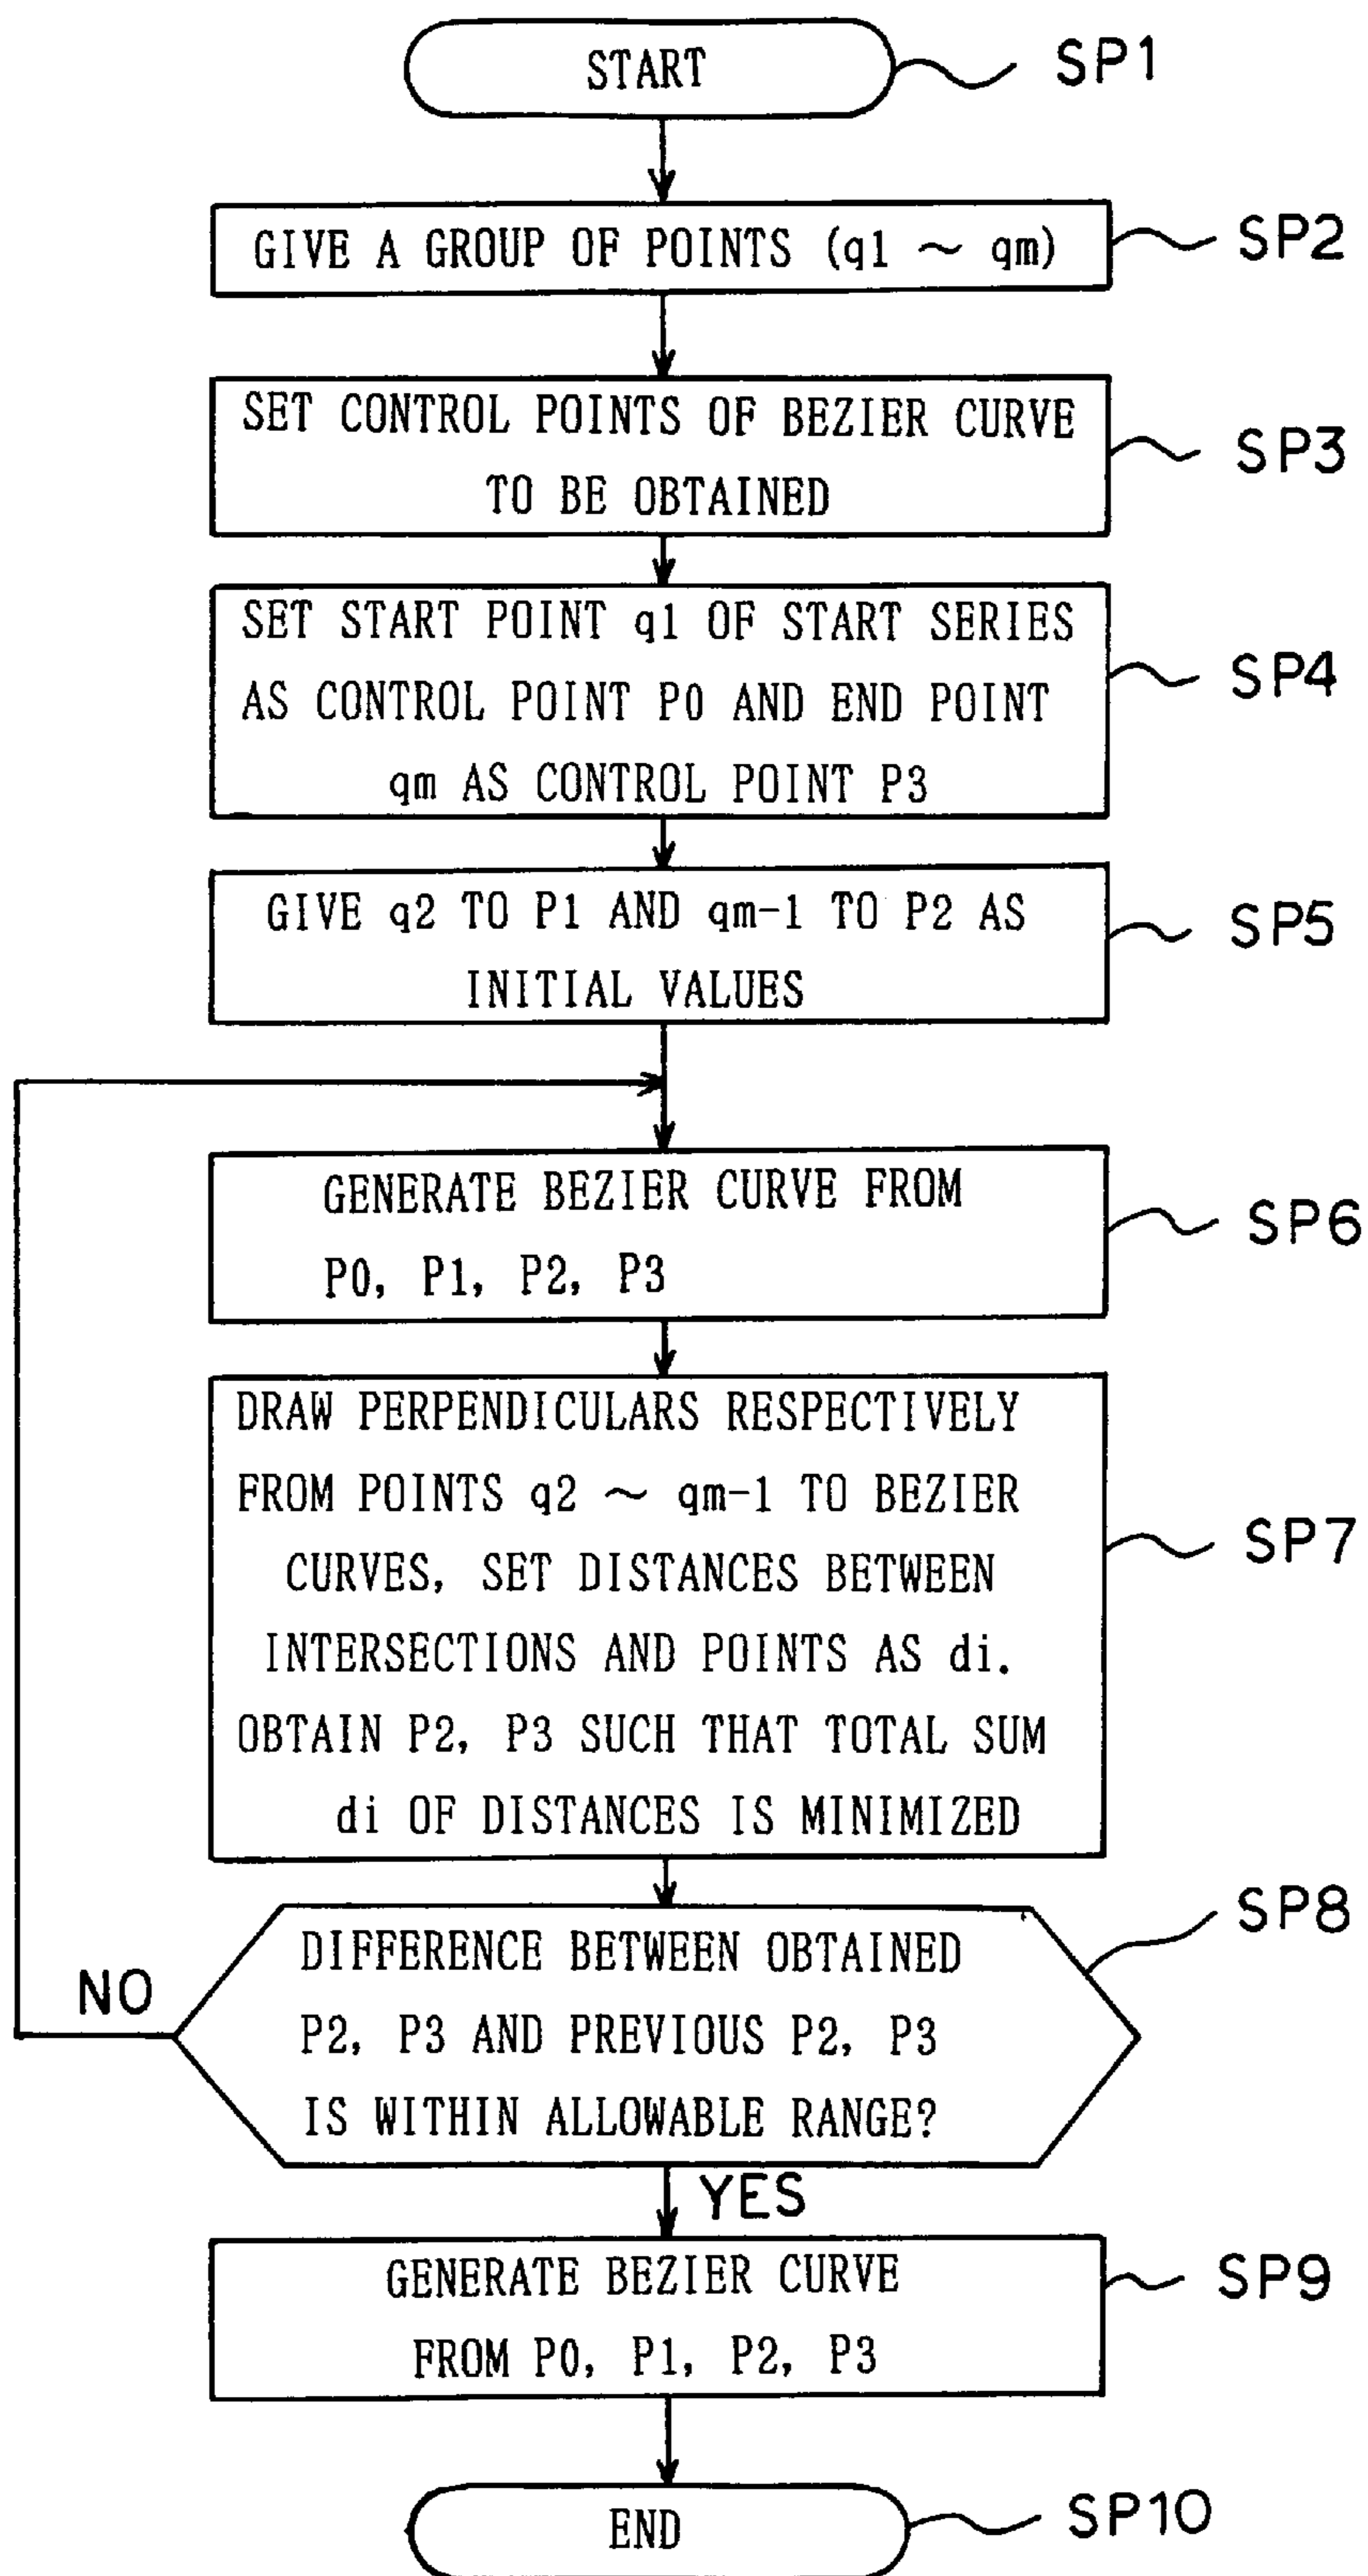 START
SP1
GIVE A GROUP OF POINTS (q1 ~ qm)
SP2
SET CONTROL POINTS OF BEZIER CURVE
TO BE OBTAINED
SP3
SET START POINT q1 OF START SERIES
AS CONTROL POINT P0 AND END POINT
qm AS CONTROL POINT P3
SP4
GIVE q2 TO P1 AND qm-1 TO P2 AS
INITIAL VALUES
SP5
GENERATE BEZIER CURVE FROM
P0, P1, P2, P3
SP6
DRAW PERPENDICULARS RESPECTIVELY
FROM POINTS q2 ~ qm-1 TO BEZIER
CURVES, SET DISTANCES BETWEEN
INTERSECTIONS AND POINTS AS di.
OBTAIN P2, P3 SUCH THAT TOTAL SUM
di OF DISTANCES IS MINIMIZED
SP7
DIFFERENCE BETWEEN OBTAINED
P2, P3 AND PREVIOUS P2, P3
IS WITHIN ALLOWABLE RANGE?
SP8
NO
YES
GENERATE BEZIER CURVE
FROM P0, P1, P2, P3
SP9
END
SP10